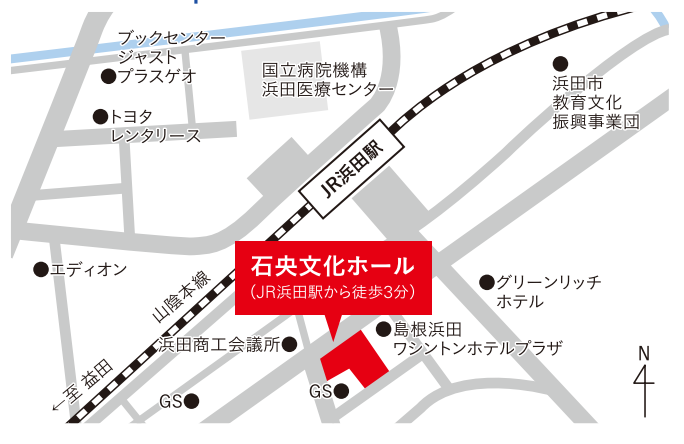 ブックセンター
ジャスト
プラスゲオ
国立病院機構
浜田医療センター
浜田市
教育文化
振興事業団
トヨタ
レンタリース
JR浜田駅
エディオン
山陰本線
石央文化ホール
（JR浜田駅から徒歩3分）
グリーンリッチ
ホテル
島根浜田
ワシントンホテルプラザ
浜田商工会議所
N
←至 益田
GS
GS